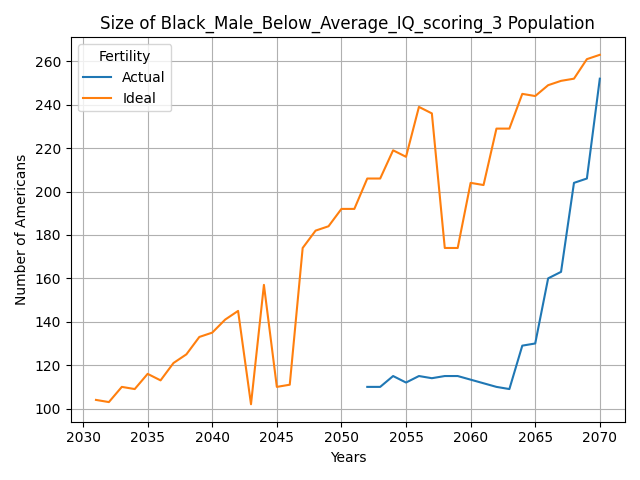 Size of Black_Male_Below_Average_IQ_scoring_3 Population
Fertility
Actual
Ideal
Number of Americans
260
240
220
200
180
160
140
120
100
2030 2035 2040 2045 2050 2055 2060 2065 2070
Years